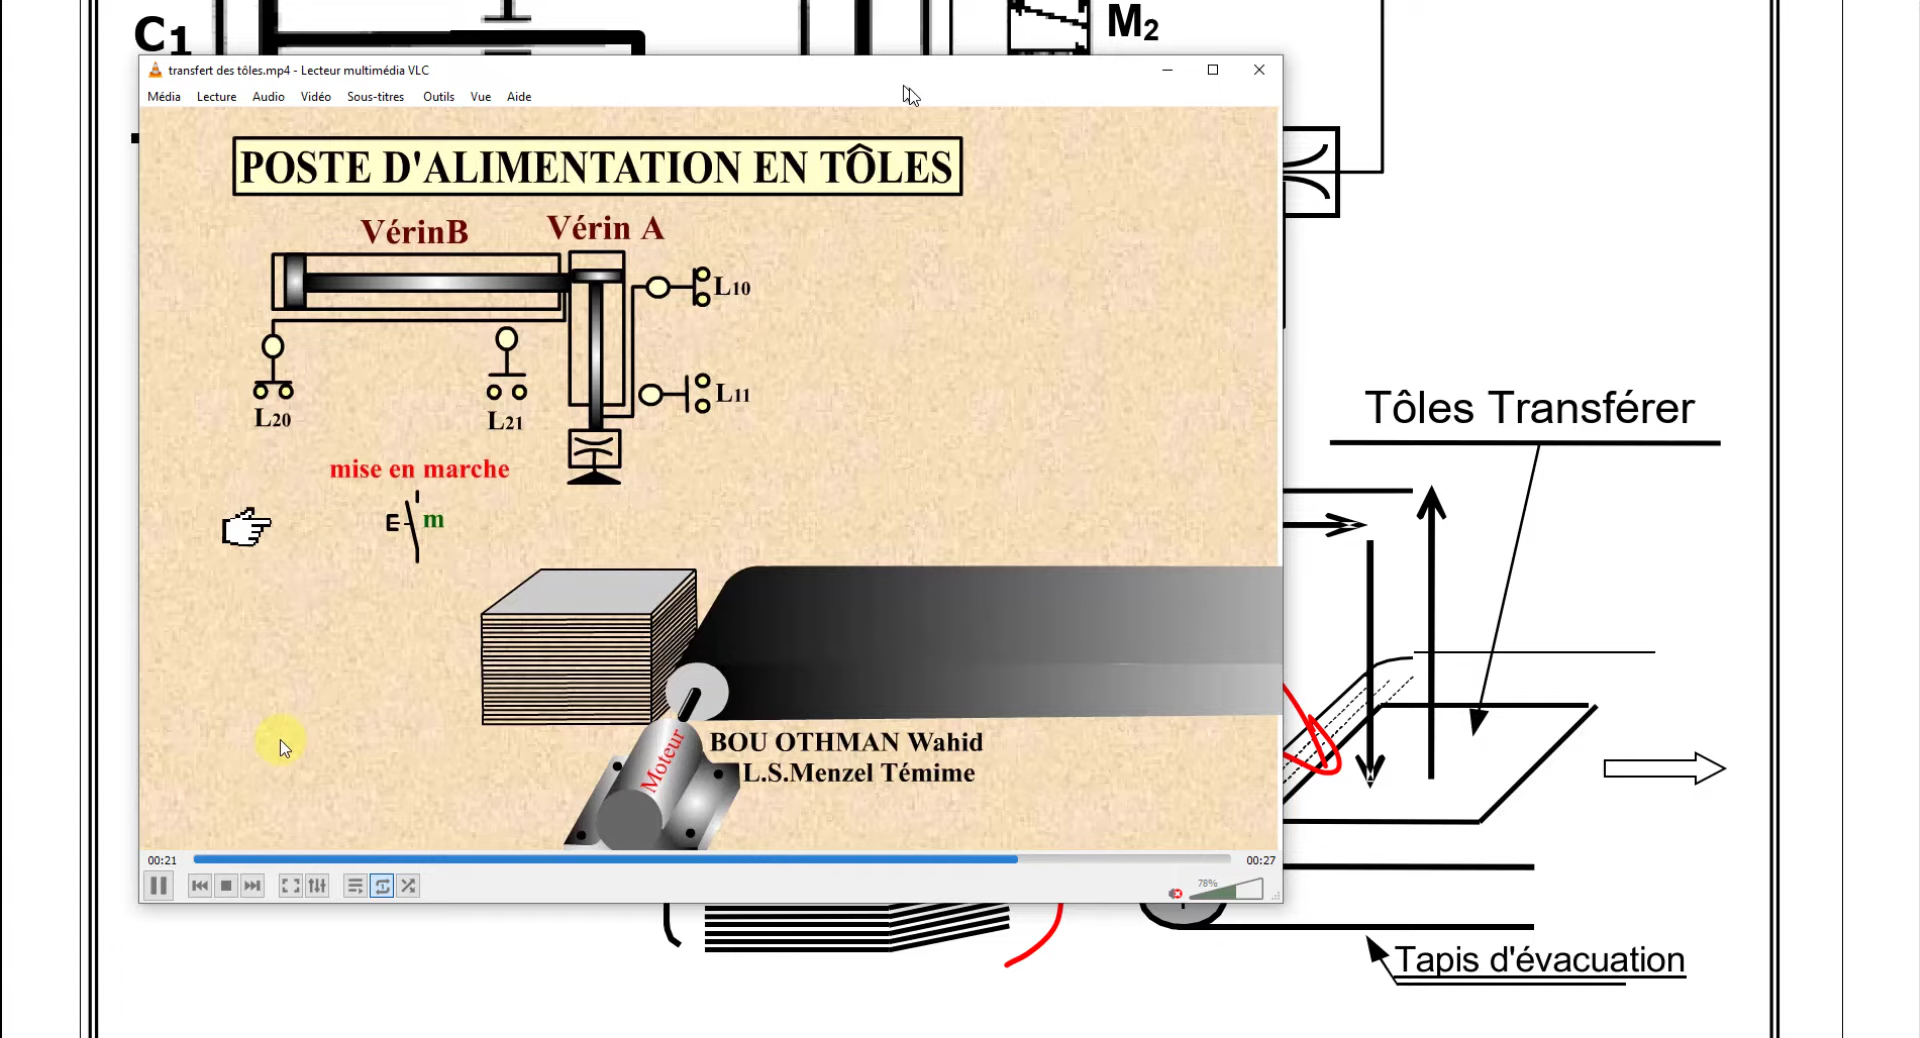 C1
M2
transfert des tôles.mp4 - Lecteur multimédia VLC
Média Lecture Audio Vidéo Sous-titres Outils Vue Aide
POSTE D'ALIMENTATION EN TÔLES
VérinB
Vérin A
L10
L11
L20
L21
mise en marche
E
m
Tôles Transférer
Moteur
BOU OTHMAN Wahid
L.S.Menzel Témime
00:21
00:27
78%
Tapis d'évacuation